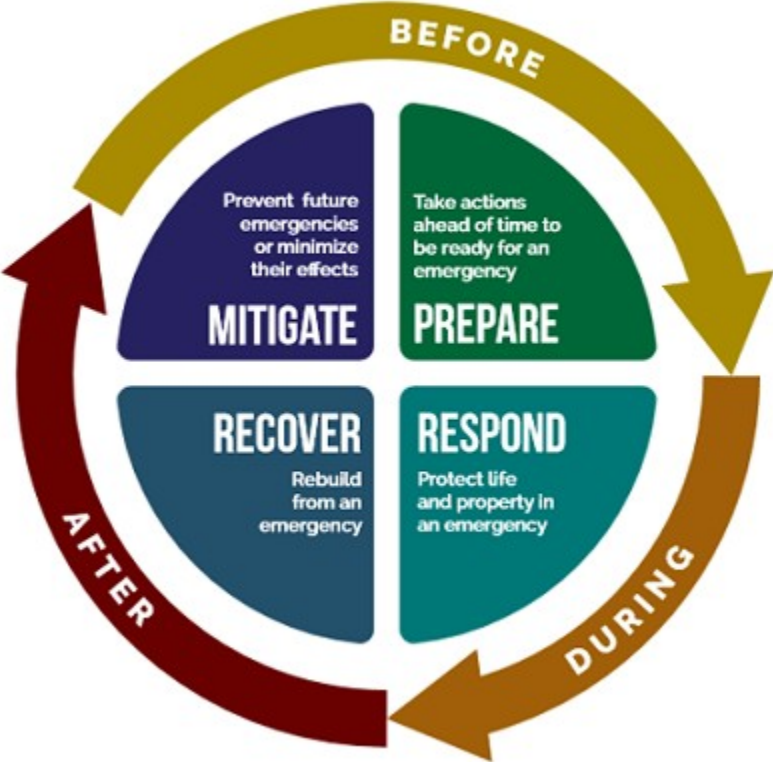 BEFORE
Prevent future
emergencies
or minimize
their effects
MITIGATE
Take actions
ahead of time to
be ready for an
emergency
PREPARE
RECOVER
Rebuild
from an
emergency
RESPOND
Protect life
and property in
an emergency
AFTER
DURING